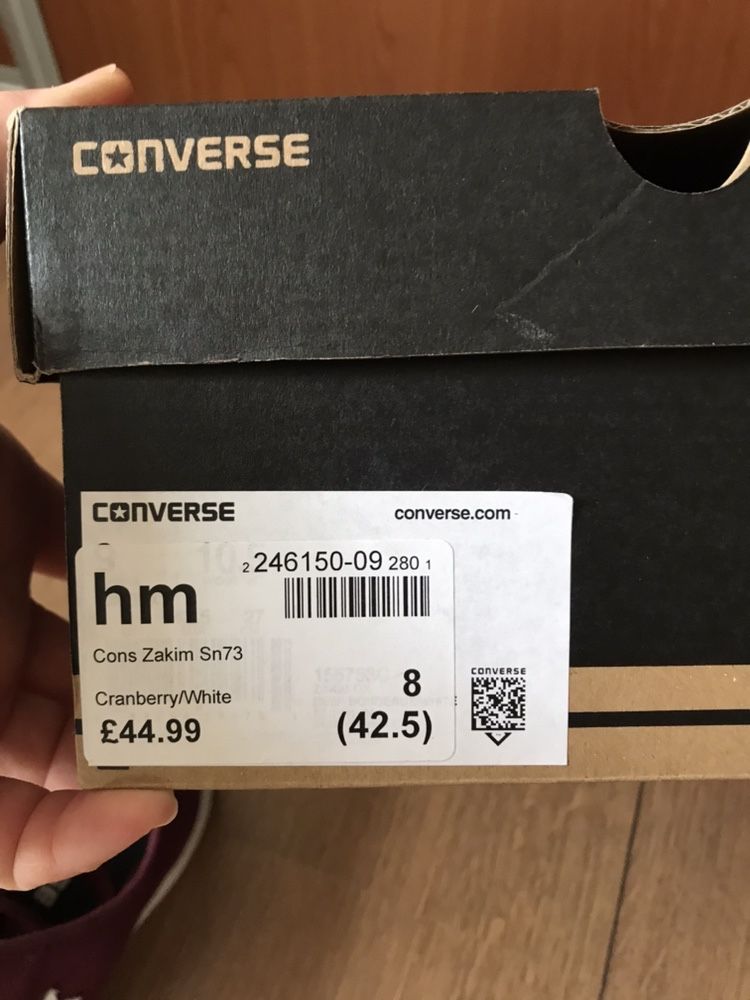 CONVERSE
CONVERSE
converse.com
2 246150-09 280 1
hm
Cons Zakim Sn73
8
Cranberry/White
£44.99
(42.5)
CONVERSE